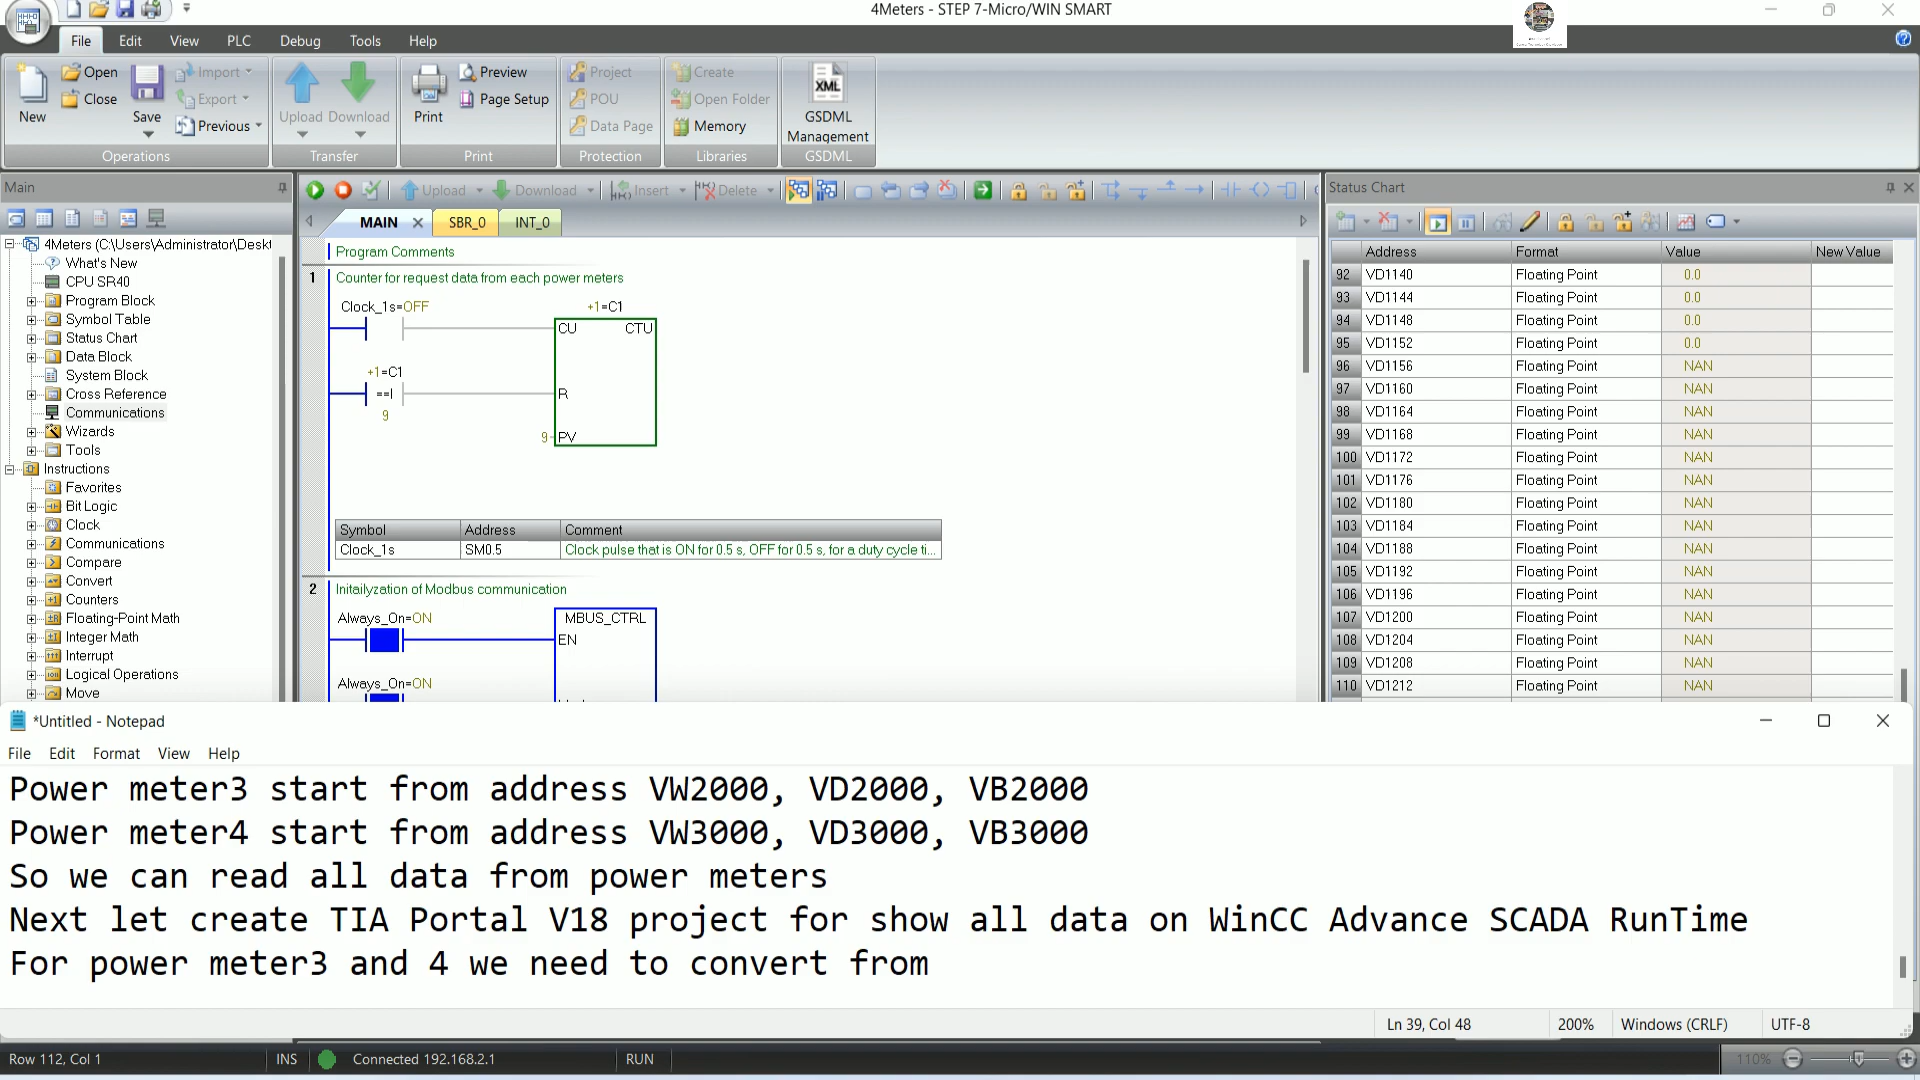 4Meters - STEP 7-Micro/WIN SMART
File Edit View PLC Debug Tools Help
New Open Close Save Import Export Previous Upload Download Print Preview Page Setup Project POU Data Page Create Open Folder Memory GSDML Management
Operations Transfer Print Protection Libraries GSDML
XML
Main
Upload Download Insert Delete
MAIN SBR_0 INT_0
4Meters (C:\Users\Administrator\Deskt
What's New
CPU SR40
Program Block
Symbol Table
Status Chart
Data Block
System Block
Cross Reference
Communications
Wizards
Tools
Instructions
Favorites
Bit Logic
Clock
Communications
Compare
Convert
Counters
Floating-Point Math
Integer Math
Interrupt
Logical Operations
Move
Program Comments
1 Counter for request data from each power meters
Clock_1s=OFF +1=C1
CU CTU
+1=C1
==I R
9
9 PV
Symbol Address Comment
Clock_1s SM0.5 Clock pulse that is ON for 0.5 s, OFF for 0.5 s, for a duty cycle ti...
2 Initailyzation of Modbus communication
Always_On=ON MBUS_CTRL
EN
Always_On=ON
Status Chart
Address Format Value New Value
92 VD1140 Floating Point 0.0
93 VD1144 Floating Point 0.0
94 VD1148 Floating Point 0.0
95 VD1152 Floating Point 0.0
96 VD1156 Floating Point NAN
97 VD1160 Floating Point NAN
98 VD1164 Floating Point NAN
99 VD1168 Floating Point NAN
100 VD1172 Floating Point NAN
101 VD1176 Floating Point NAN
102 VD1180 Floating Point NAN
103 VD1184 Floating Point NAN
104 VD1188 Floating Point NAN
105 VD1192 Floating Point NAN
106 VD1196 Floating Point NAN
107 VD1200 Floating Point NAN
108 VD1204 Floating Point NAN
109 VD1208 Floating Point NAN
110 VD1212 Floating Point NAN
*Untitled - Notepad
File Edit Format View Help
Power meter3 start from address VW2000, VD2000, VB2000
Power meter4 start from address VW3000, VD3000, VB3000
So we can read all data from power meters
Next let create TIA Portal V18 project for show all data on WinCC Advance SCADA RunTime
For power meter3 and 4 we need to convert from
Ln 39, Col 48 200% Windows (CRLF) UTF-8
Row 112, Col 1 INS Connected 192.168.2.1 RUN 110%